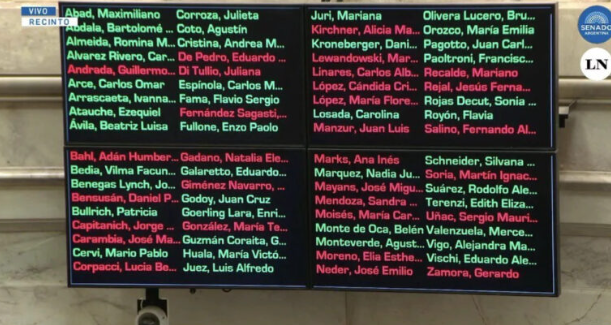 VIVO
RECINTO
SENADO
ARGENTINA
LN
Abad, Maximiliano
Abdala, Bartolomé ...
Almeida, Romina M...
Alvarez Rivero, Car...
Andrada, Guillermo...
Arce, Carlos Omar
Arrascaeta, Ivanna...
Atauche, Ezequiel
Ávila, Beatriz Luisa
Corroza, Julieta
Coto, Agustín
Cristina, Andrea M...
De Pedro, Eduardo ...
Di Tullio, Juliana
Espínola, Carlos M...
Fama, Flavio Sergio
Fernández Sagasti,...
Fullone, Enzo Paolo
Juri, Mariana
Kirchner, Alicia Ma...
Kroneberger, Dani...
Lewandowski, Mar...
Linares, Carlos Alb...
López, Cándida Cri...
López, María Flore...
Losada, Carolina
Manzur, Juan Luis
Olivera Lucero, Bru...
Orozco, María Emilia
Pagotto, Juan Carl...
Paoltroni, Francisc...
Recalde, Mariano
Rejal, Jesús Ferna...
Rojas Decut, Sonia ...
Royón, Flavia
Salino, Fernando Al...
Bahl, Adán Humber...
Bedia, Vilma Facun...
Benegas Lynch, Jo...
Bensusán, Daniel P...
Bullrich, Patricia
Capitanich, Jorge ...
Carambia, José Ma...
Cervi, Mario Pablo
Corpacci, Lucia Be...
Gadano, Natalia Ele...
Galaretto, Eduardo...
Giménez Navarro, ...
Godoy, Juan Cruz
Goerling Lara, Enri...
González, María Te...
Guzmán Coraita, G...
Huala, María Victó...
Juez, Luis Alfredo
Marks, Ana Inés
Marquez, Nadia Ju...
Mayans, José Migu...
Mendoza, Sandra ...
Moisés, María Car...
Monte de Oca, Belén
Monteverde, Agust...
Moreno, Elia Esthe...
Neder, José Emilio
Schneider, Silvana ...
Soria, Martín Ignac...
Suárez, Rodolfo Ale...
Terenzi, Edith Eliza...
Uñac, Sergio Mauri...
Valenzuela, Merce...
Vigo, Alejandra Ma...
Vischi, Eduardo Ale...
Zamora, Gerardo